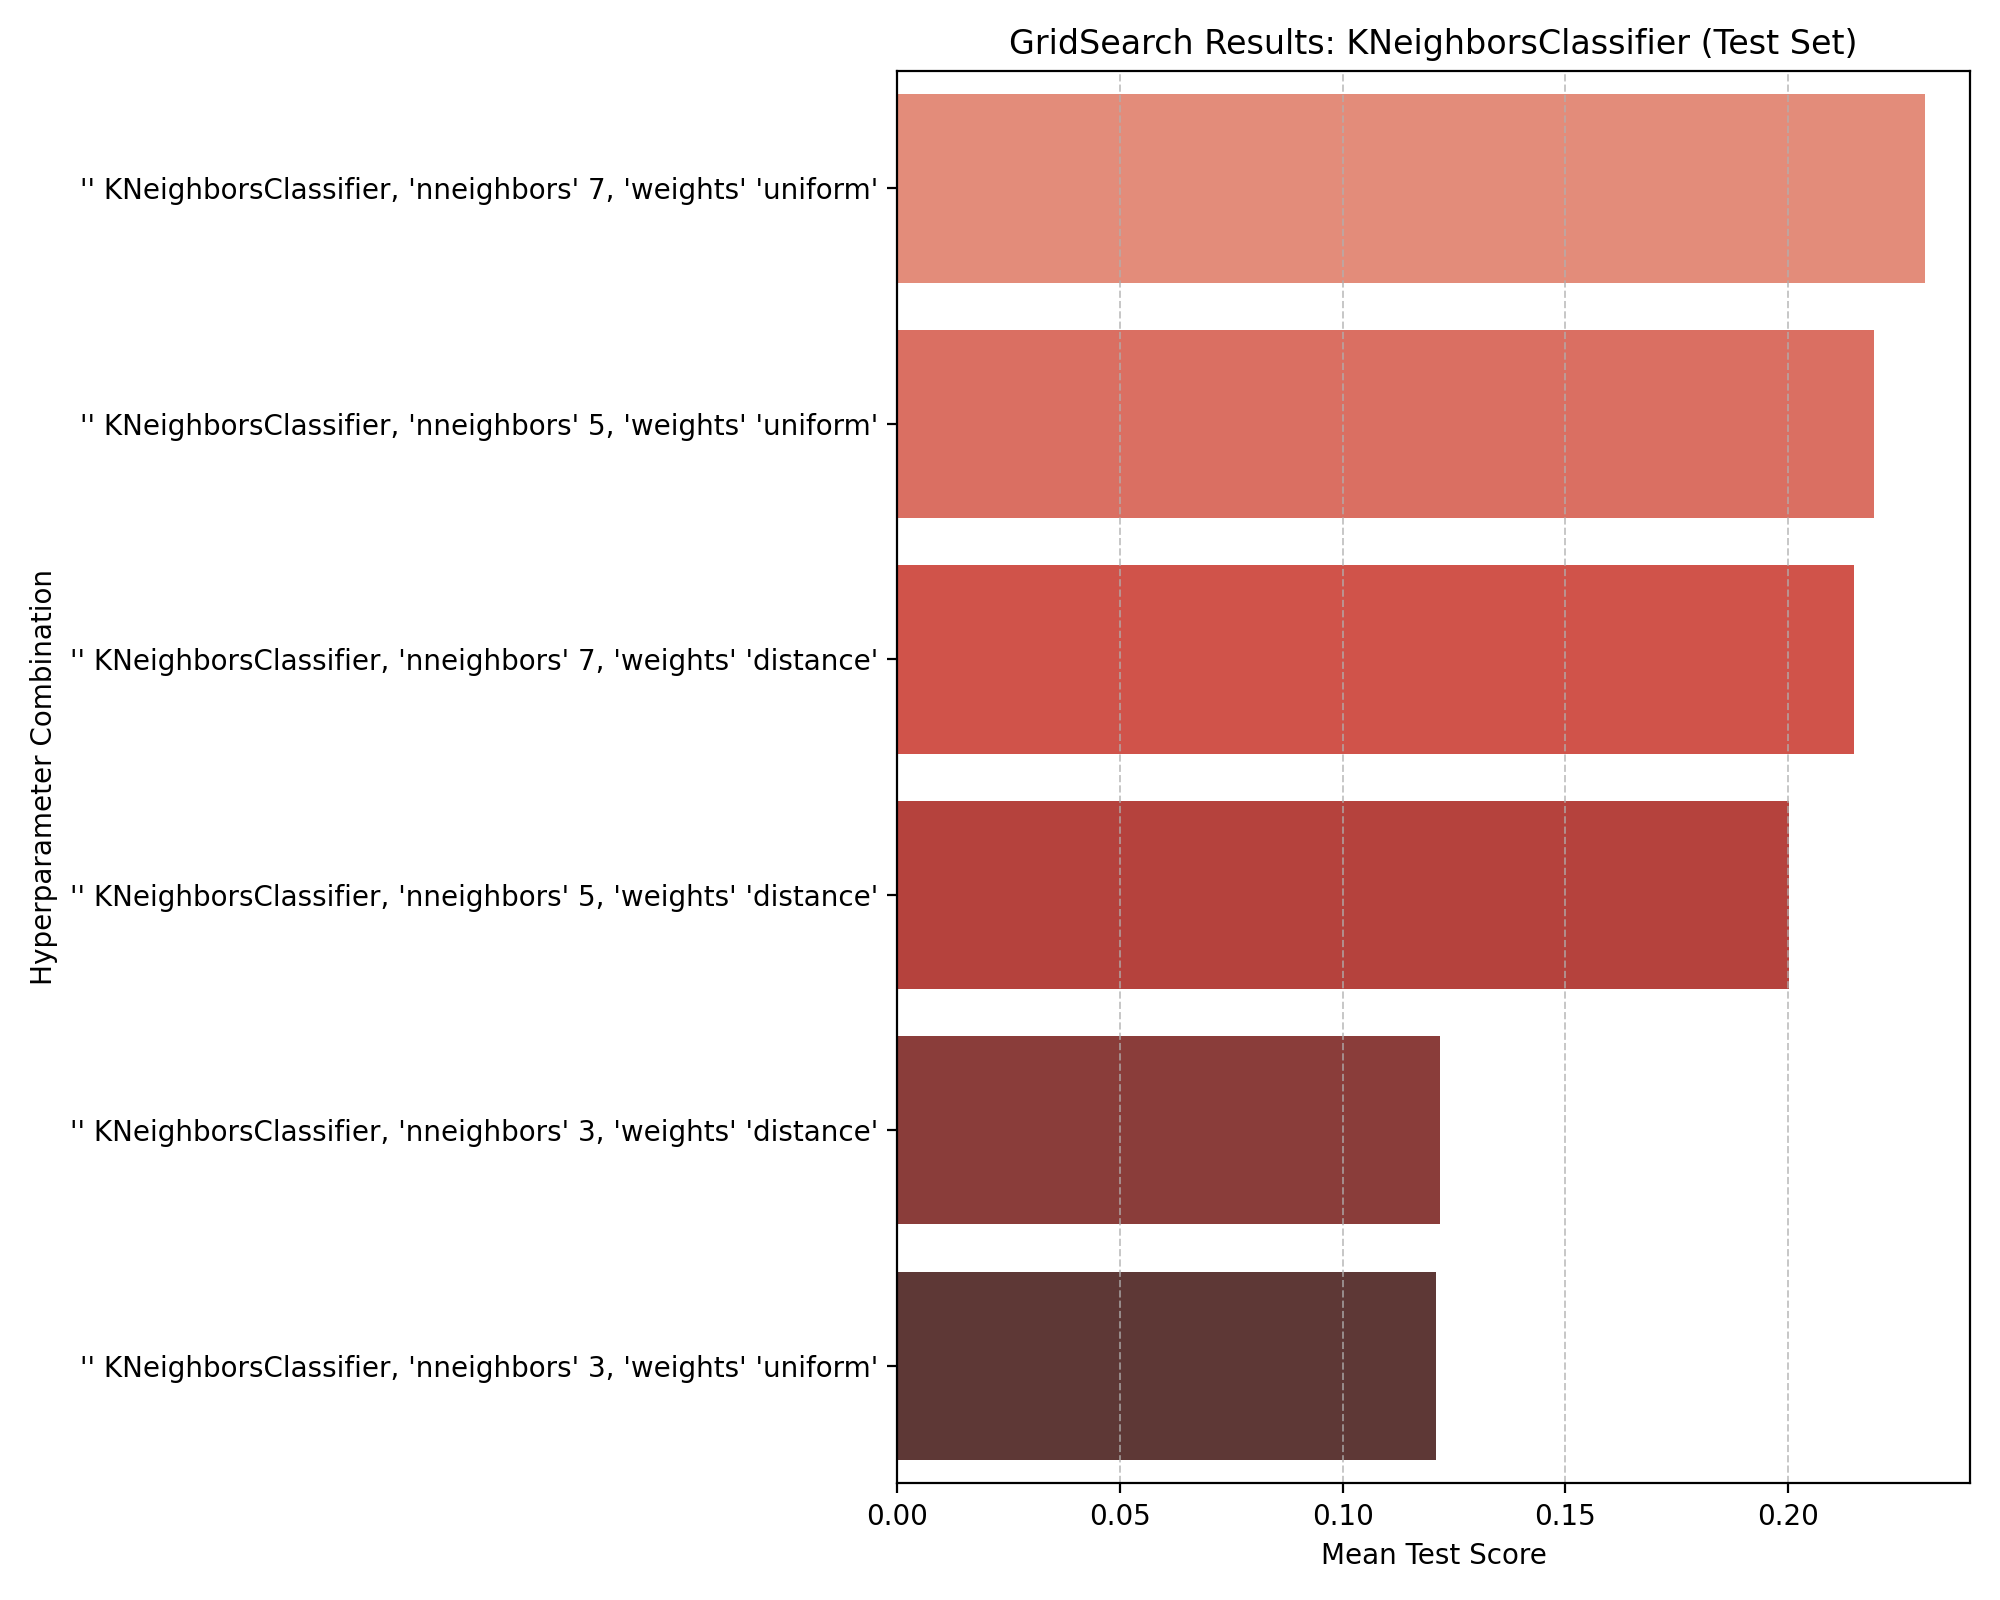 GridSearch Results: KNeighborsClassifier (Test Set)
'' KNeighborsClassifier, 'nneighbors' 7, 'weights' 'uniform'
'' KNeighborsClassifier, 'nneighbors' 5, 'weights' 'uniform'
'' KNeighborsClassifier, 'nneighbors' 7, 'weights' 'distance'
'' KNeighborsClassifier, 'nneighbors' 5, 'weights' 'distance'
'' KNeighborsClassifier, 'nneighbors' 3, 'weights' 'distance'
'' KNeighborsClassifier, 'nneighbors' 3, 'weights' 'uniform'
Hyperparameter Combination
0.00 0.05 0.10 0.15 0.20
Mean Test Score